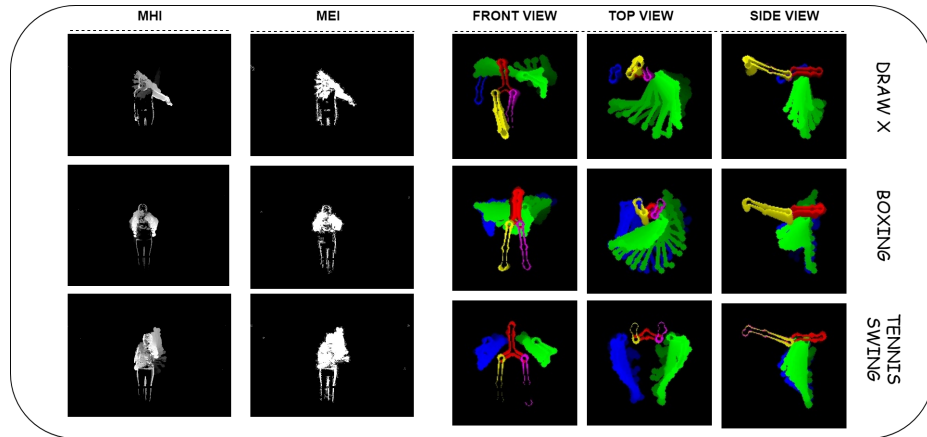 MHI MEI FRONT VIEW TOP VIEW SIDE VIEW
DRAW X
BOXING
TENNIS
SWING